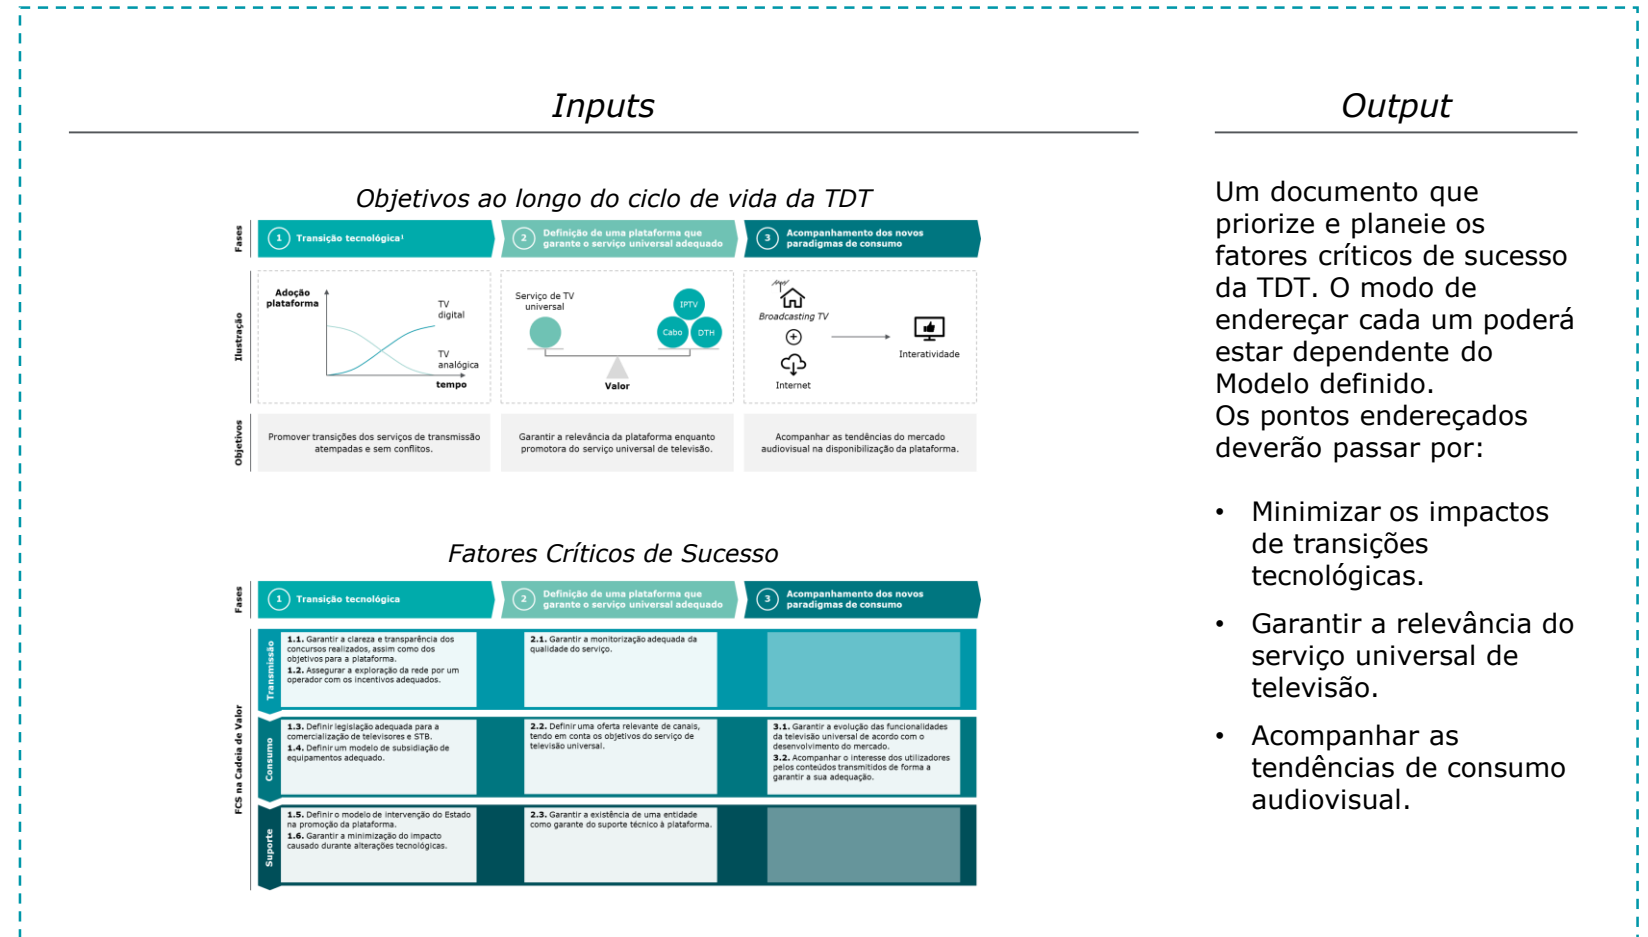 Inputs
Output
Objetivos ao longo do ciclo de vida da TDT
Fases
1 Transição tecnológica¹
2 Definição de uma plataforma que
garante o serviço universal adequado
3 Acompanhamento dos novos
paradigmas de consumo
Ilustração
Adoção
plataforma
TV
digital
TV
analógica
tempo
Serviço de TV
universal
IPTV
Cabo
DTH
Valor
Broadcasting TV
Internet
Interatividade
Objetivos
Promover transições dos serviços de transmissão
atempadas e sem conflitos.
Garantir a relevância da plataforma enquanto
promotora do serviço universal de televisão.
Acompanhar as tendências do mercado
audiovisual na disponibilização da plataforma.
Fatores Críticos de Sucesso
Fases
1 Transição tecnológica
2 Definição de uma plataforma que
garante o serviço universal adequado
3 Acompanhamento dos novos
paradigmas de consumo
FCS na Cadeia de Valor
Transmissão
1.1. Garantir a clareza e transparência dos
concursos realizados, assim como dos
objetivos para a plataforma.
1.2. Assegurar a exploração da rede por um
operador com os incentivos adequados.
2.1. Garantir a monitorização adequada da
qualidade do serviço.
Consumo
1.3. Definir legislação adequada para a
comercialização de televisores e STB.
1.4. Definir um modelo de subsidiação de
equipamentos adequado.
2.2. Definir uma oferta relevante de canais,
tendo em conta os objetivos do serviço de
televisão universal.
3.1. Garantir a evolução das funcionalidades
da televisão universal de acordo com o
desenvolvimento do mercado.
3.2. Acompanhar o interesse dos utilizadores
pelos conteúdos transmitidos de forma a
garantir a sua adequação.
Suporte
1.5. Definir o modelo de intervenção do Estado
na promoção da plataforma.
1.6. Garantir a minimização do impacto
causado durante alterações tecnológicas.
2.3. Garantir a existência de uma entidade
como garante do suporte técnico à plataforma.
Um documento que
priorize e planeie os
fatores críticos de sucesso
da TDT. O modo de
endereçar cada um poderá
estar dependente do
Modelo definido.
Os pontos endereçados
deverão passar por:
• Minimizar os impactos
de transições
tecnológicas.
• Garantir a relevância do
serviço universal de
televisão.
• Acompanhar as
tendências de consumo
audiovisual.